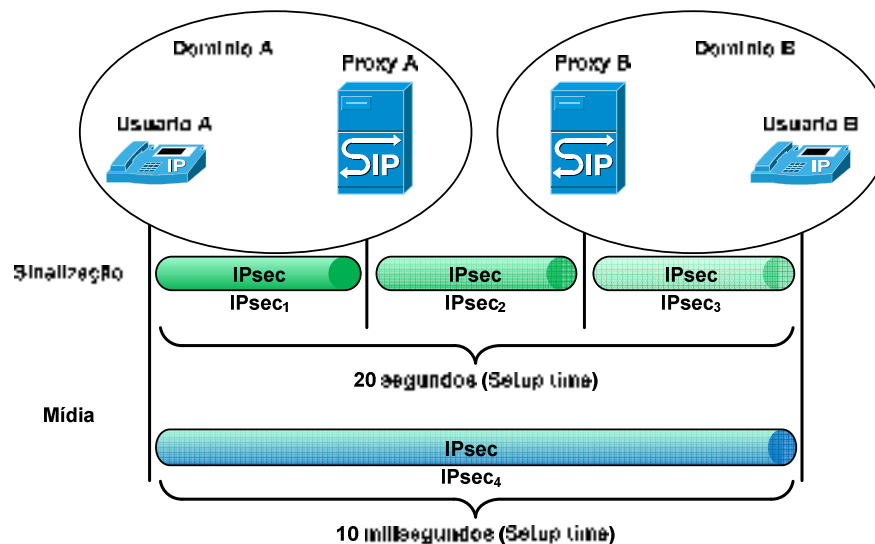 Domínio A
Proxy A
Proxy B
Domínio B
Usuário A
Usuário B
IP
SIP
SIP
IP
Sinalização
IPsec
IPsec
IPsec
IPsec₁
IPsec₂
IPsec₃
20 segundos (Setup time)
Mídia
IPsec
IPsec₄
10 milisegundos (Setup time)